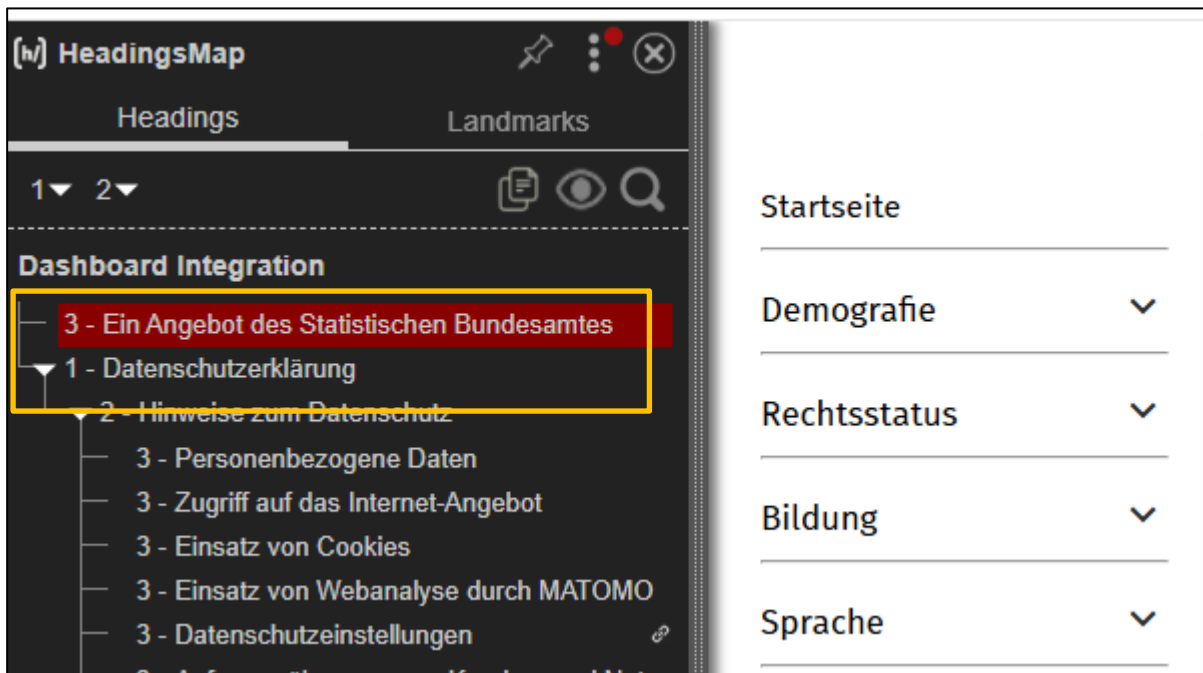 HeadingsMap
Headings
Landmarks
1 2
Dashboard Integration
3 - Ein Angebot des Statistischen Bundesamtes
1 - Datenschutzerklärung
2 - Hinweise zum Datenschutz
3 - Personenbezogene Daten
3 - Zugriff auf das Internet-Angebot
3 - Einsatz von Cookies
3 - Einsatz von Webanalyse durch MATOMO
3 - Datenschutzeinstellungen
Startseite
Demografie
Rechtsstatus
Bildung
Sprache